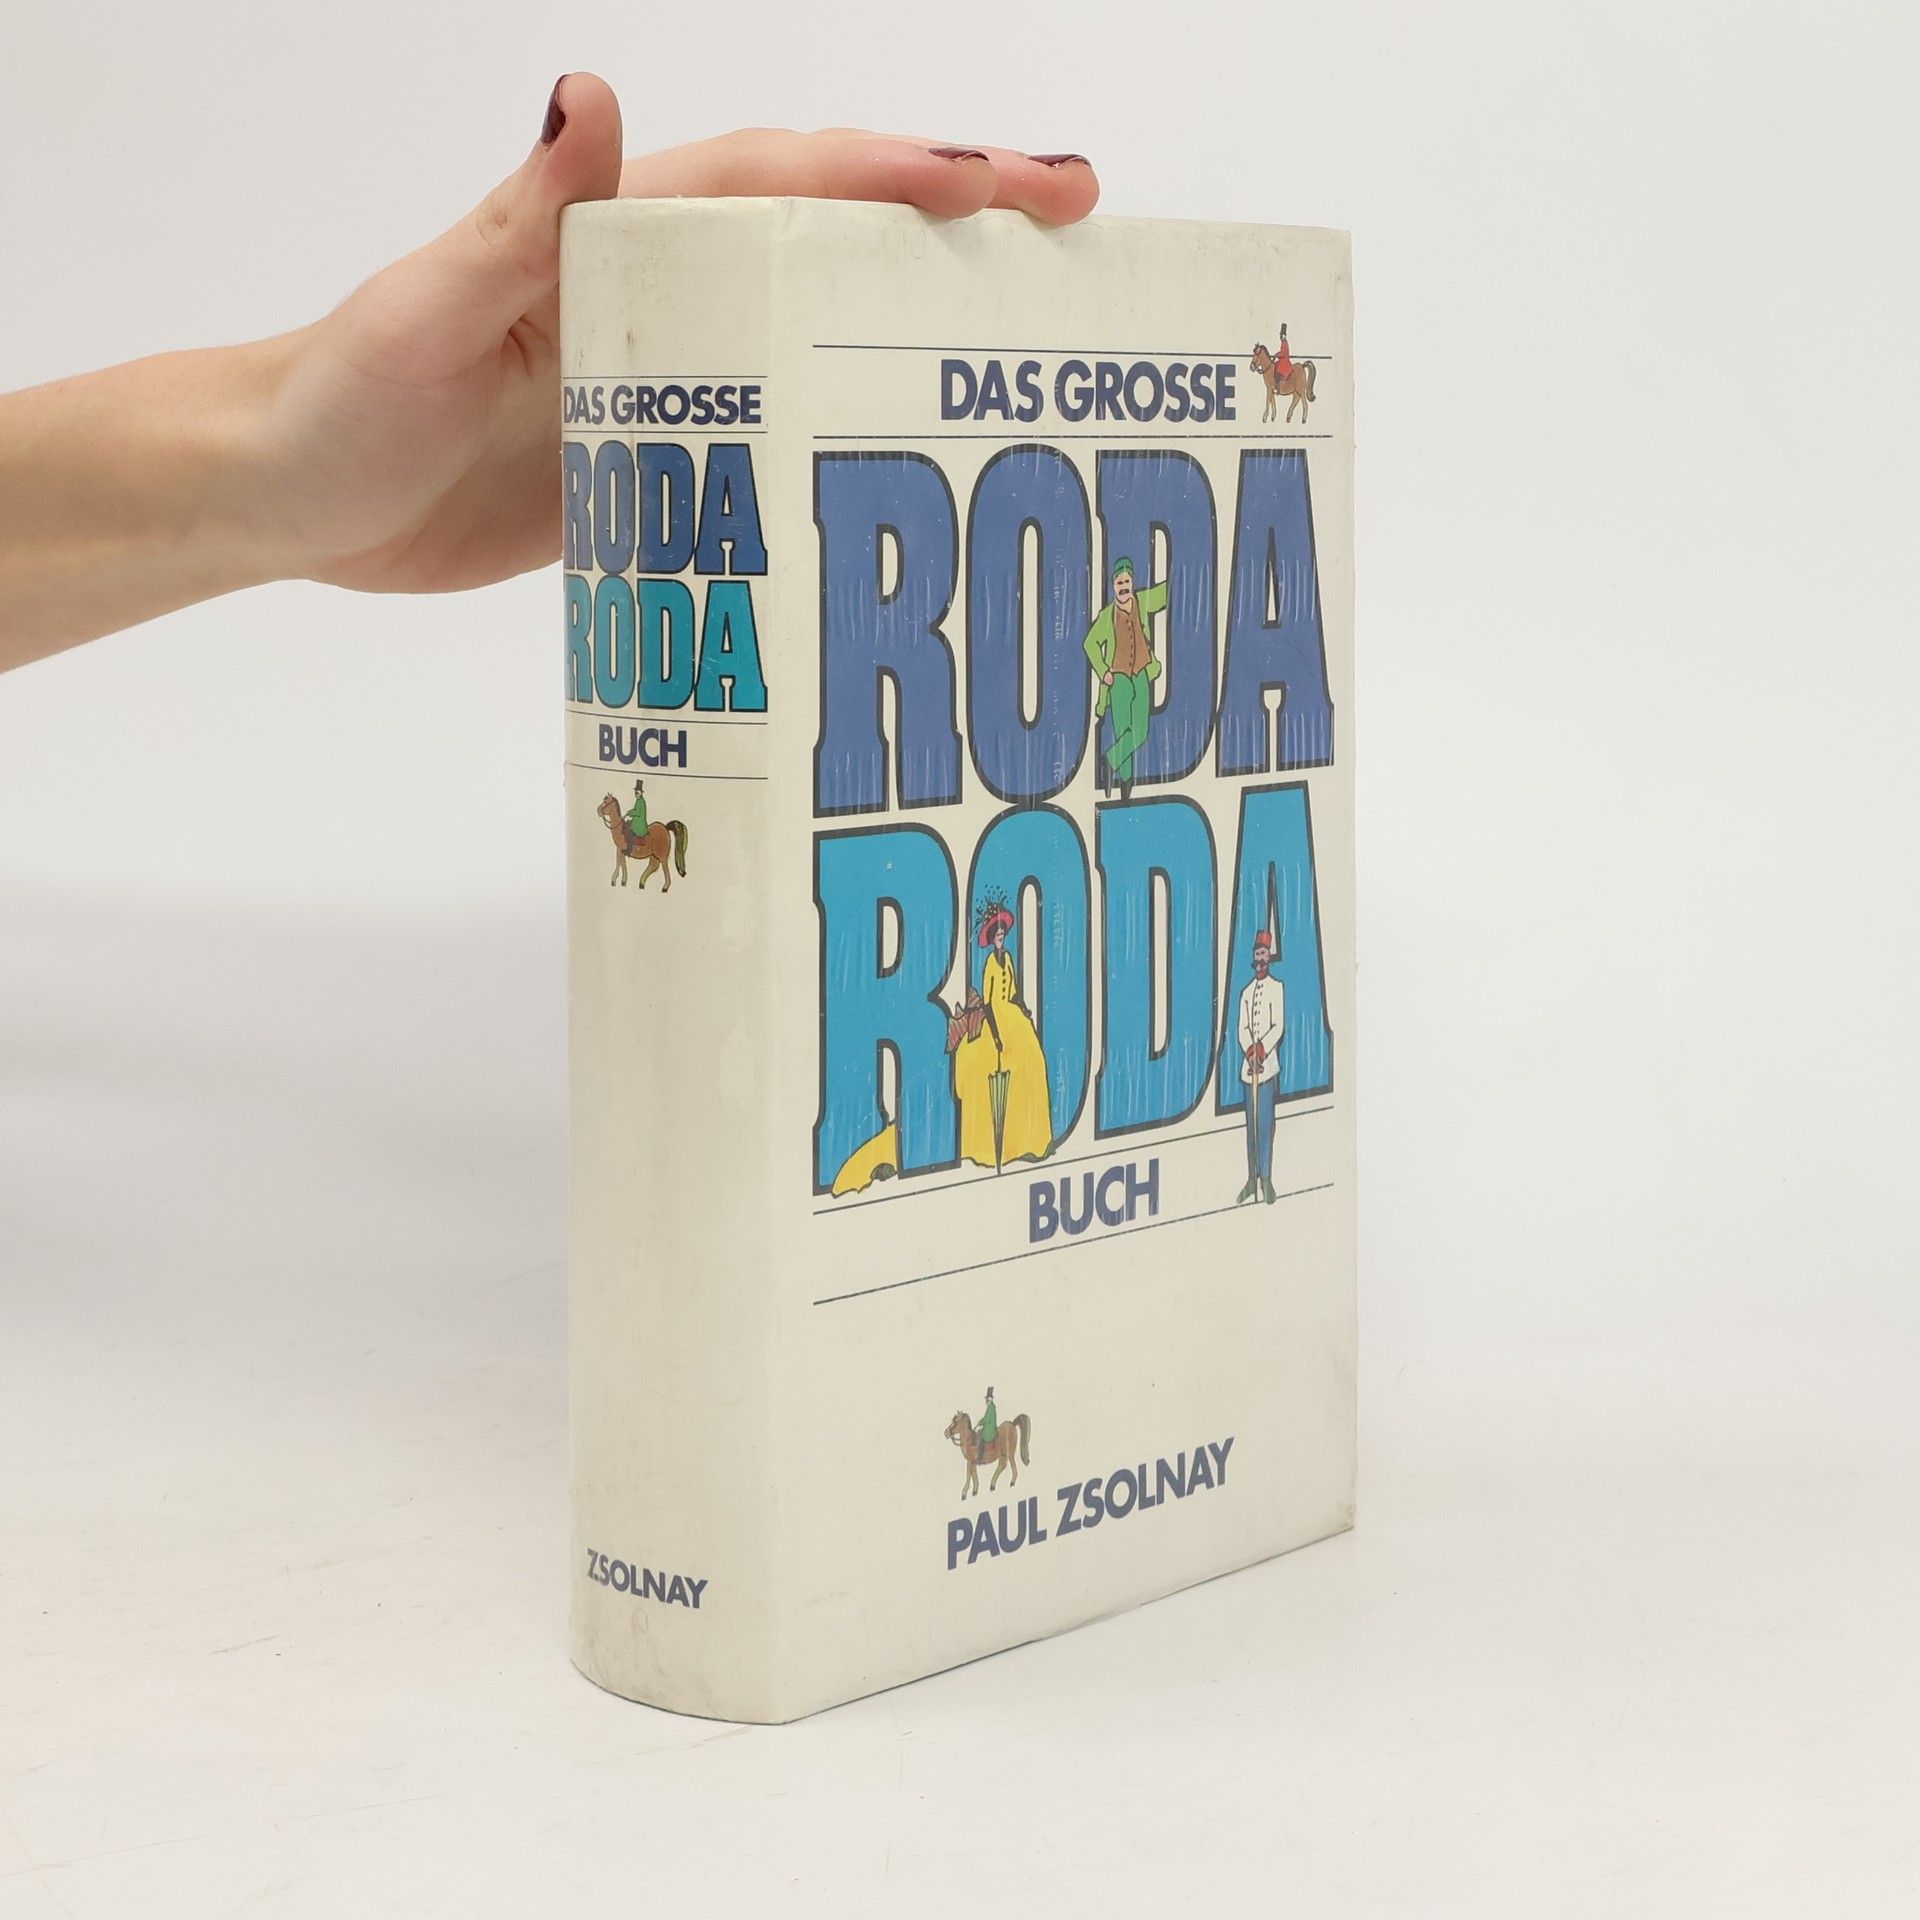 DAS GROSSE
RODA
RODA
BUCH
ZSOLNAY
DAS GROSSE
RODA
RODA
BUCH
PAUL ZSOLNAY